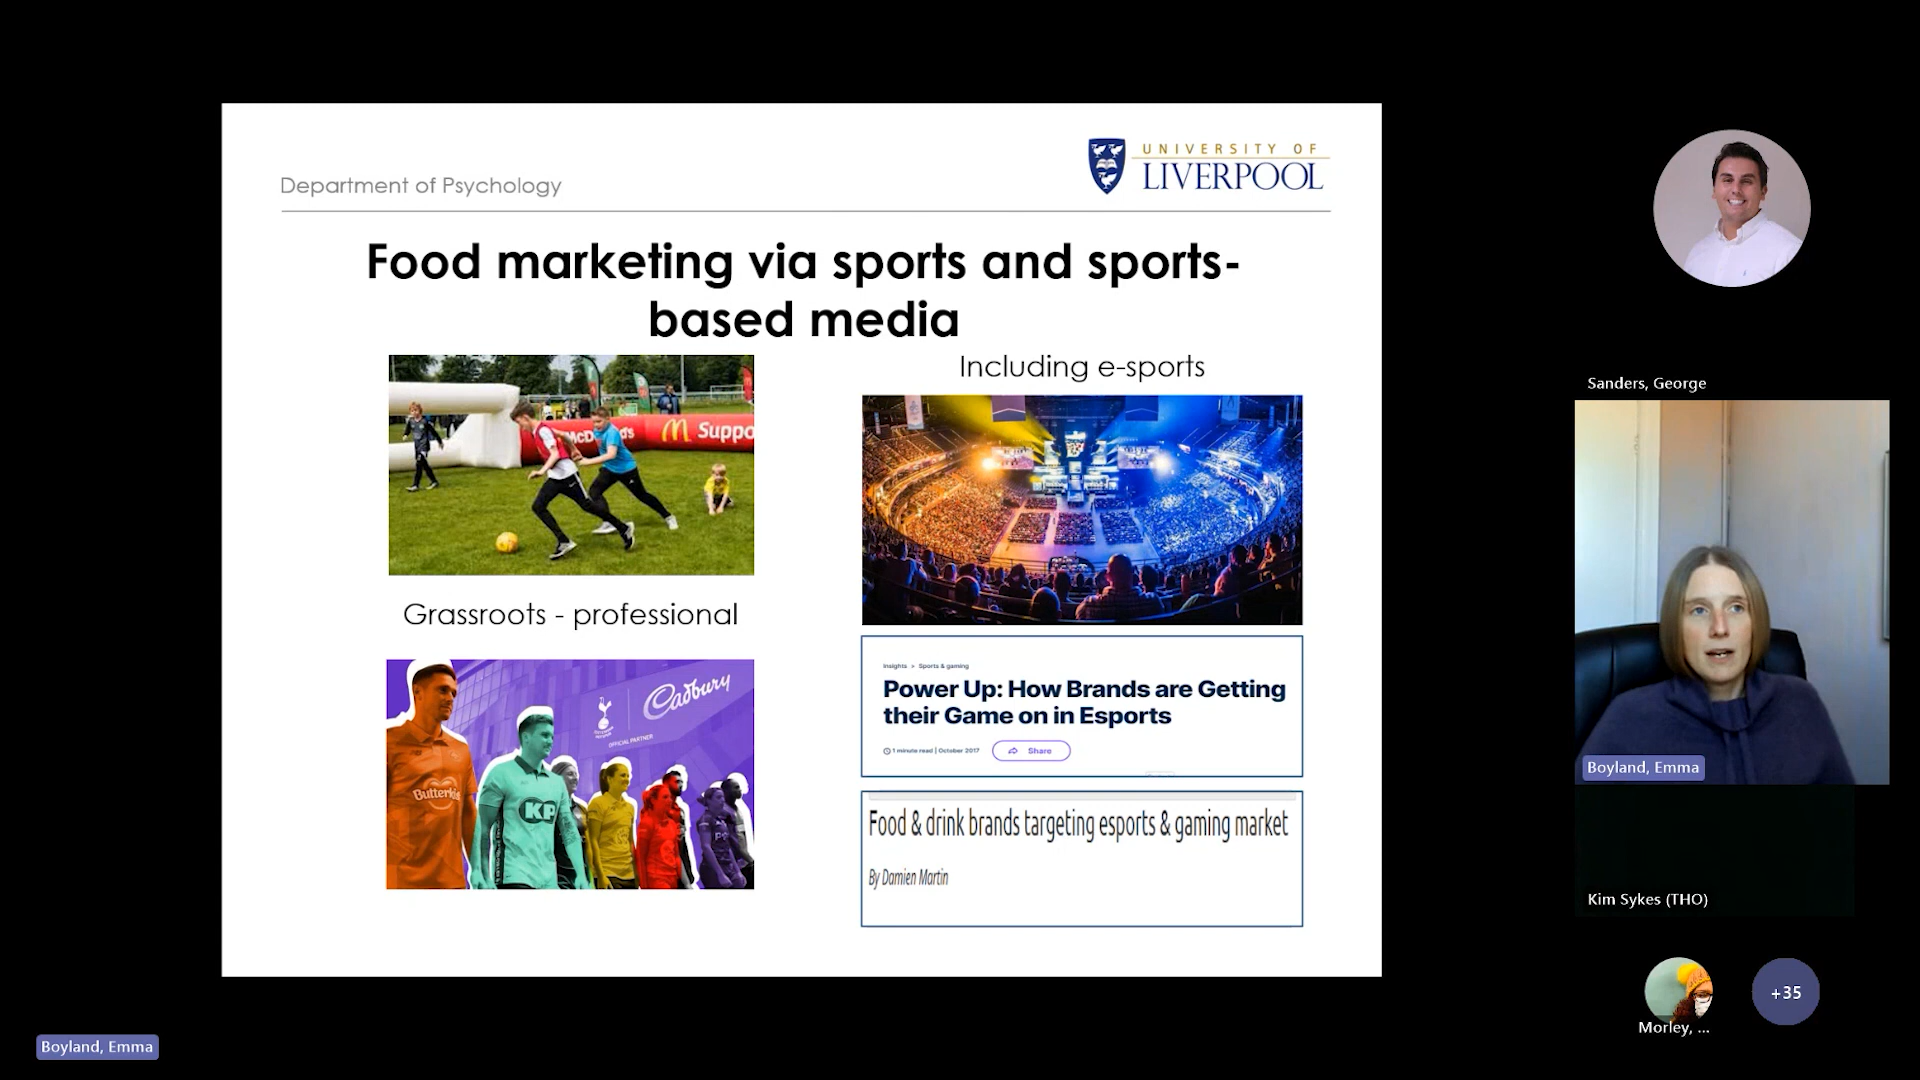 Department of Psychology
UNIVERSITY OF
LIVERPOOL
Food marketing via sports and sports-
based media
McDonald's
Suppo
Grassroots - professional
Cadbury
OFFICIAL PARTNER
Butterki
KP
Including e-sports
Insights > Sports & gaming
Power Up: How Brands are Getting
their Game on in Esports
1 minute read | October 2017
Share
Food & drink brands targeting esports & gaming market
By Damien Martin
Sanders, George
Boyland, Emma
Kim Sykes (THO)
Morley, ...
+35
Boyland, Emma